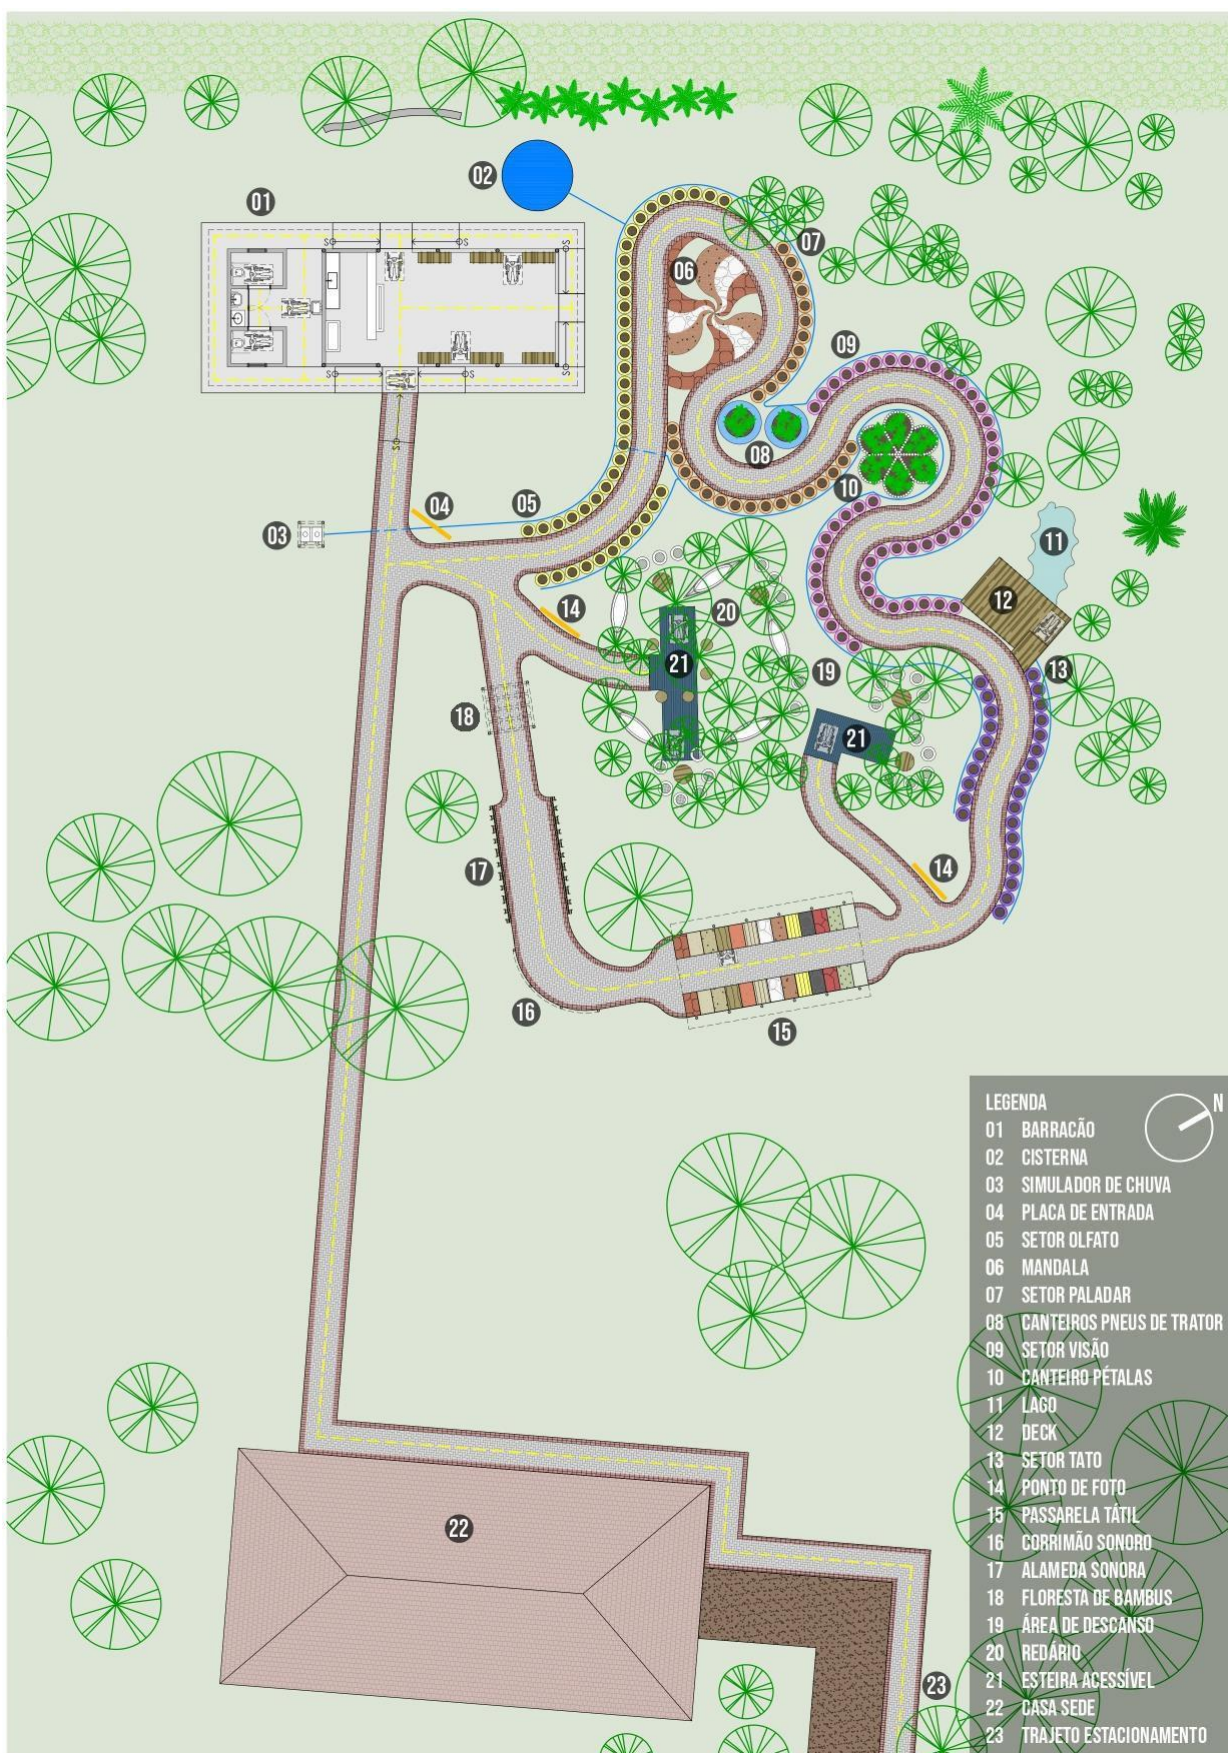 02
01
07
06
09
08
10
04
05
03
11
12
14
20
21
19
13
18
21
17
14
16
15
LEGENDA
N
01 BARRACÃO
02 CISTERNA
03 SIMULADOR DE CHUVA
04 PLACA DE ENTRADA
05 SETOR OLFATO
06 MANDALA
07 SETOR PALADAR
08 CANTEIROS PNEUS DE TRATOR
09 SETOR VISÃO
10 CANTEIRO PÉTALAS
11 LAGO
12 DECK
13 SETOR TATO
14 PONTO DE FOTO
15 PASSARELA TÁTIL
16 CORRIMÃO SONORO
17 ALAMEDA SONORA
18 FLORESTA DE BAMBUS
19 ÁREA DE DESCANSO
20 REDÁRIO
21 ESTEIRA ACESSÍVEL
22 CASA SEDE
23 TRAJETO ESTACIONAMENTO
22
23